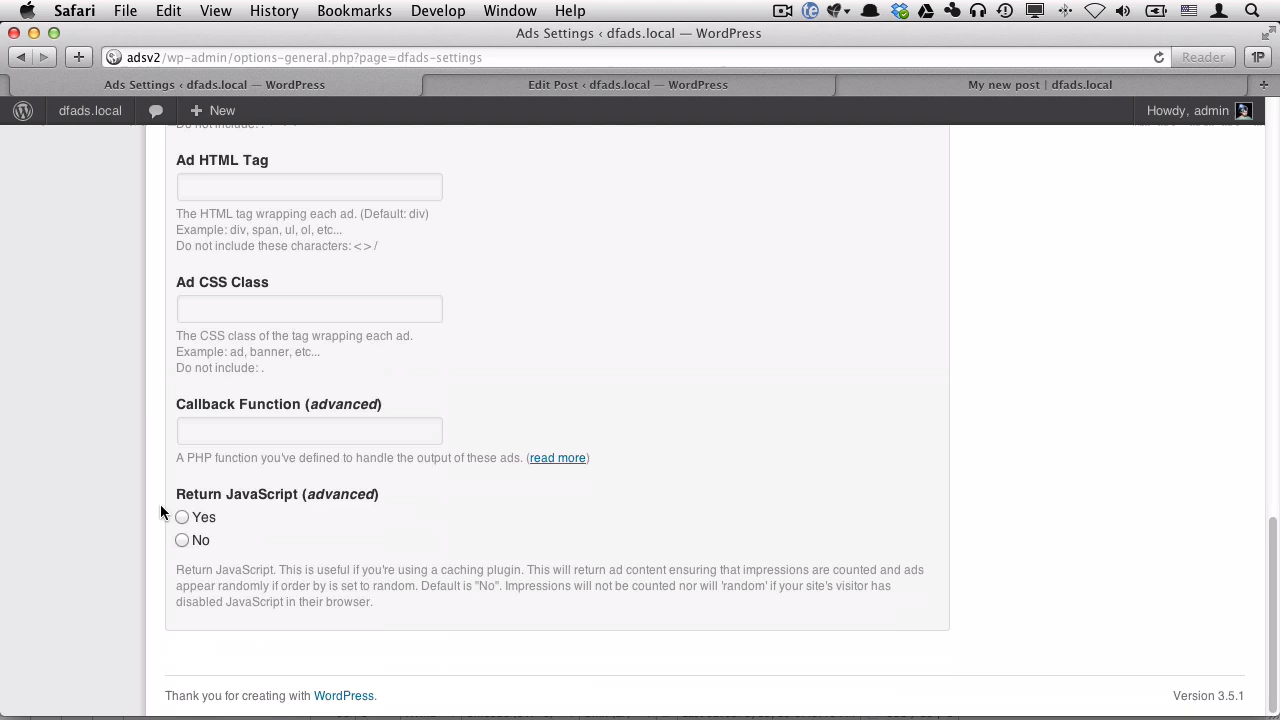 Safari File Edit View History Bookmarks Develop Window Help
Ads Settings ‹ dfads.local — WordPress
adsv2/wp-admin/options-general.php?page=dfads-settings
Reader
1P
Ads Settings ‹ dfads.local — WordPress
Edit Post ‹ dfads.local — WordPress
My new post | dfads.local
dfads.local
New
Howdy, admin
Do not include: .
Ad HTML Tag
The HTML tag wrapping each ad. (Default: div)
Example: div, span, ul, ol, etc...
Do not include these characters: < > /
Ad CSS Class
The CSS class of the tag wrapping each ad.
Example: ad, banner, etc...
Do not include: .
Callback Function (advanced)
A PHP function you've defined to handle the output of these ads. (read more)
Return JavaScript (advanced)
Yes
No
Return JavaScript. This is useful if you're using a caching plugin. This will return ad content ensuring that impressions are counted and ads
appear randomly if order by is set to random. Default is "No". Impressions will not be counted nor will 'random' if your site's visitor has
disabled JavaScript in their browser.
Thank you for creating with WordPress.
Version 3.5.1